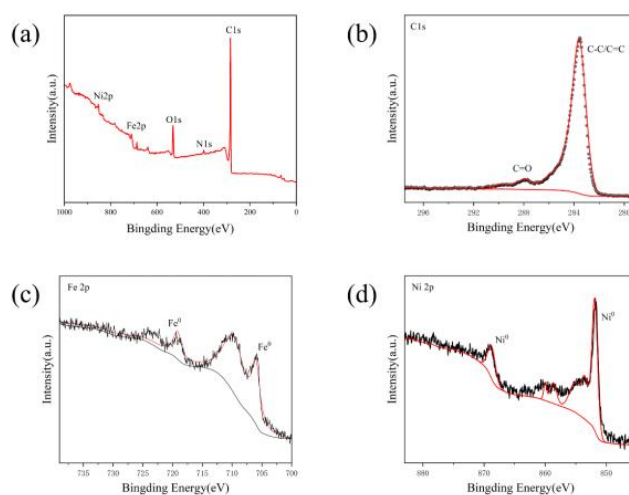 (a)
C1s
Ni2p
Fe2p
O1s
N1s
Intensity(a.u.)
1000 800 600 400 200 0
Bingding Energy(eV)
(b)
C1s
C-C/C=C
C=O
Intensity(a.u.)
296 292 288 284 28
Bingding Energy(eV)
(c)
Fe 2p
Fe⁰
Fe⁰
Intensity(a.u.)
735 730 725 720 715 710 705 700
Bingding Energy(eV)
(d)
Ni 2p
Ni⁰
Ni⁰
Intensity(a.u.)
880 870 860 850
Bingding Energy(eV)